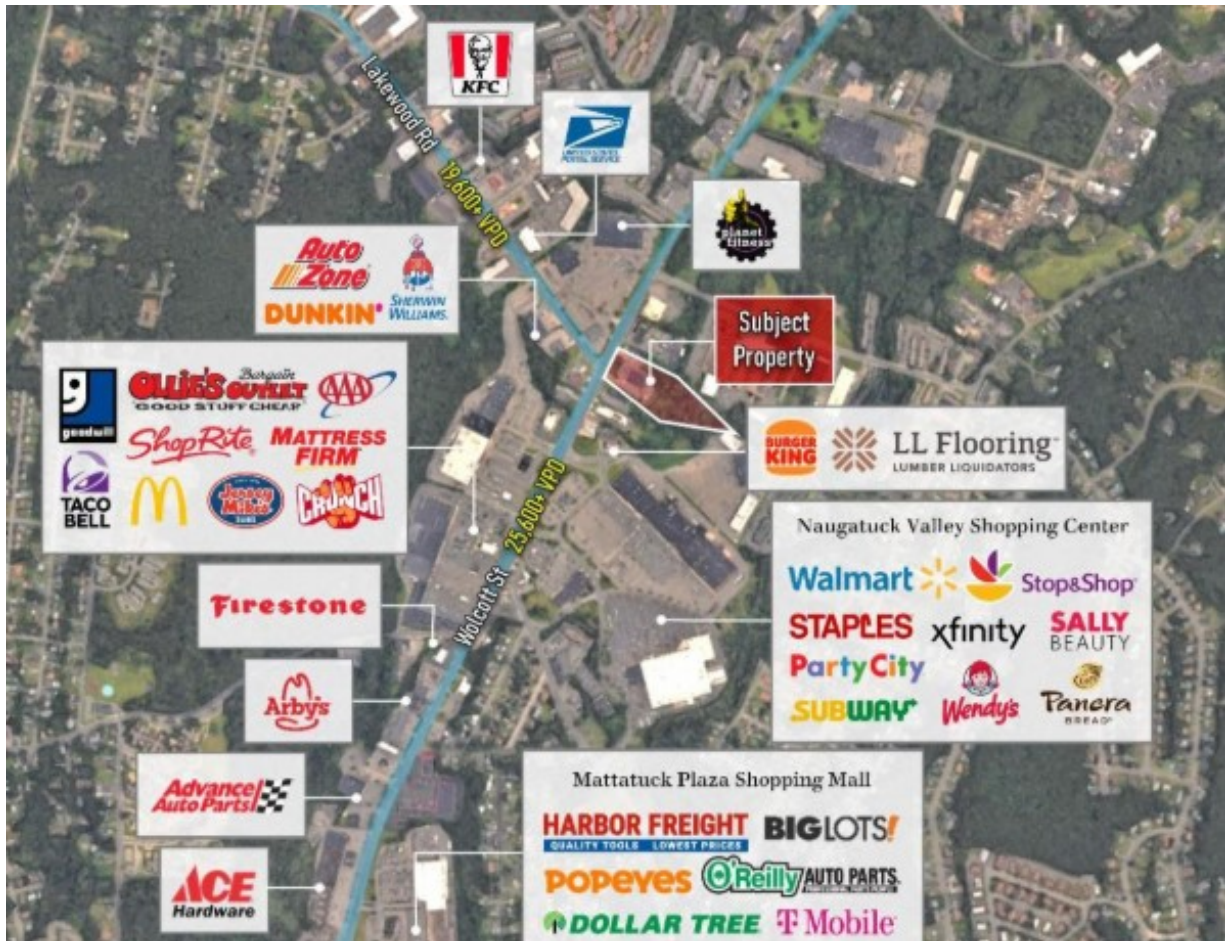 KFC
Lakewood Rd
UNITED STATES
POSTAL SERVICE
19,600+ VPD
planet
fitness
Auto
Zone
DUNKIN'
SHERWIN
WILLIAMS.
Subject
Property
goodwill
OLLIE'S Bargain
OUTLET
"GOOD STUFF CHEAP"
AAA
ShopRite
MATTRESS
FIRM
TACO
BELL
Jersey
Mike's
SUBS
CRUNCH
BURGER
KING
LL Flooring
LUMBER LIQUIDATORS
25,600+ VPD
Wolcott St
Naugatuck Valley Shopping Center
Walmart
Stop&Shop
STAPLES
xfinity
SALLY
BEAUTY
Party City
SUBWAY
Wendy's
Panera
BREAD
Firestone
Arby's
Advance
Auto Parts
ACE
Hardware
Mattatuck Plaza Shopping Mall
HARBOR FREIGHT
QUALITY TOOLS LOWEST PRICES
BIG LOTS!
POPEYES
O'Reilly AUTO PARTS
DOLLAR TREE
T Mobile